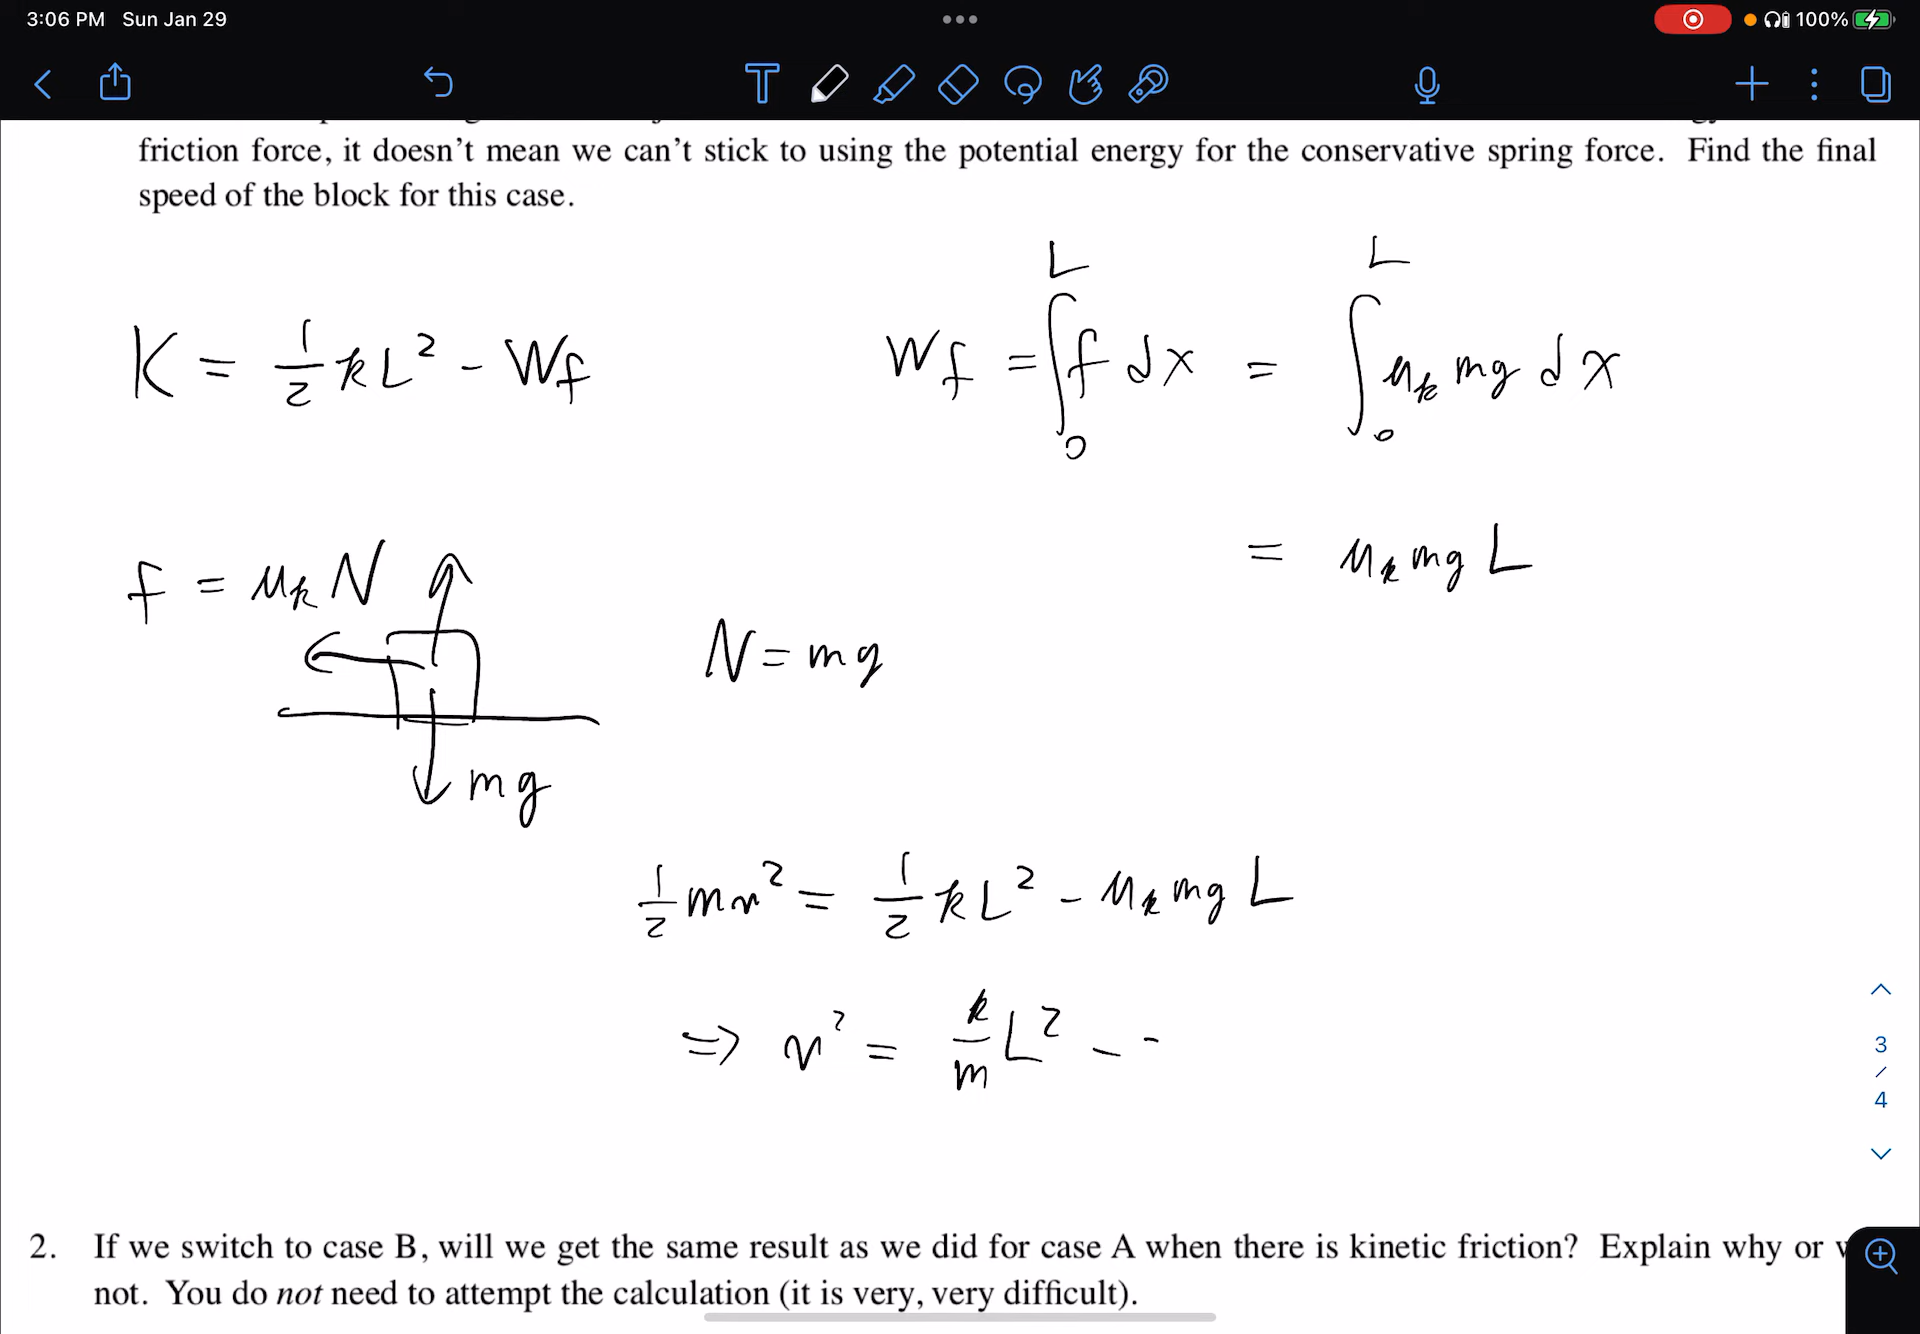 3:06 PM Sun Jan 29
100%
friction force, it doesn't mean we can't stick to using the potential energy for the conservative spring force. Find the final
speed of the block for this case.
K = 1/2 kL² - Wf
Wf = ∫₀ᴸ f dx = ∫₀ᴸ μₖ mg dx
= μₖ mg L
f = μₖ N
N = mg
mg
1/2 mv² = 1/2 kL² - μₖ mg L
⇒ v² = k/m L² - -
3
/
4
2. If we switch to case B, will we get the same result as we did for case A when there is kinetic friction? Explain why or
not. You do not need to attempt the calculation (it is very, very difficult).